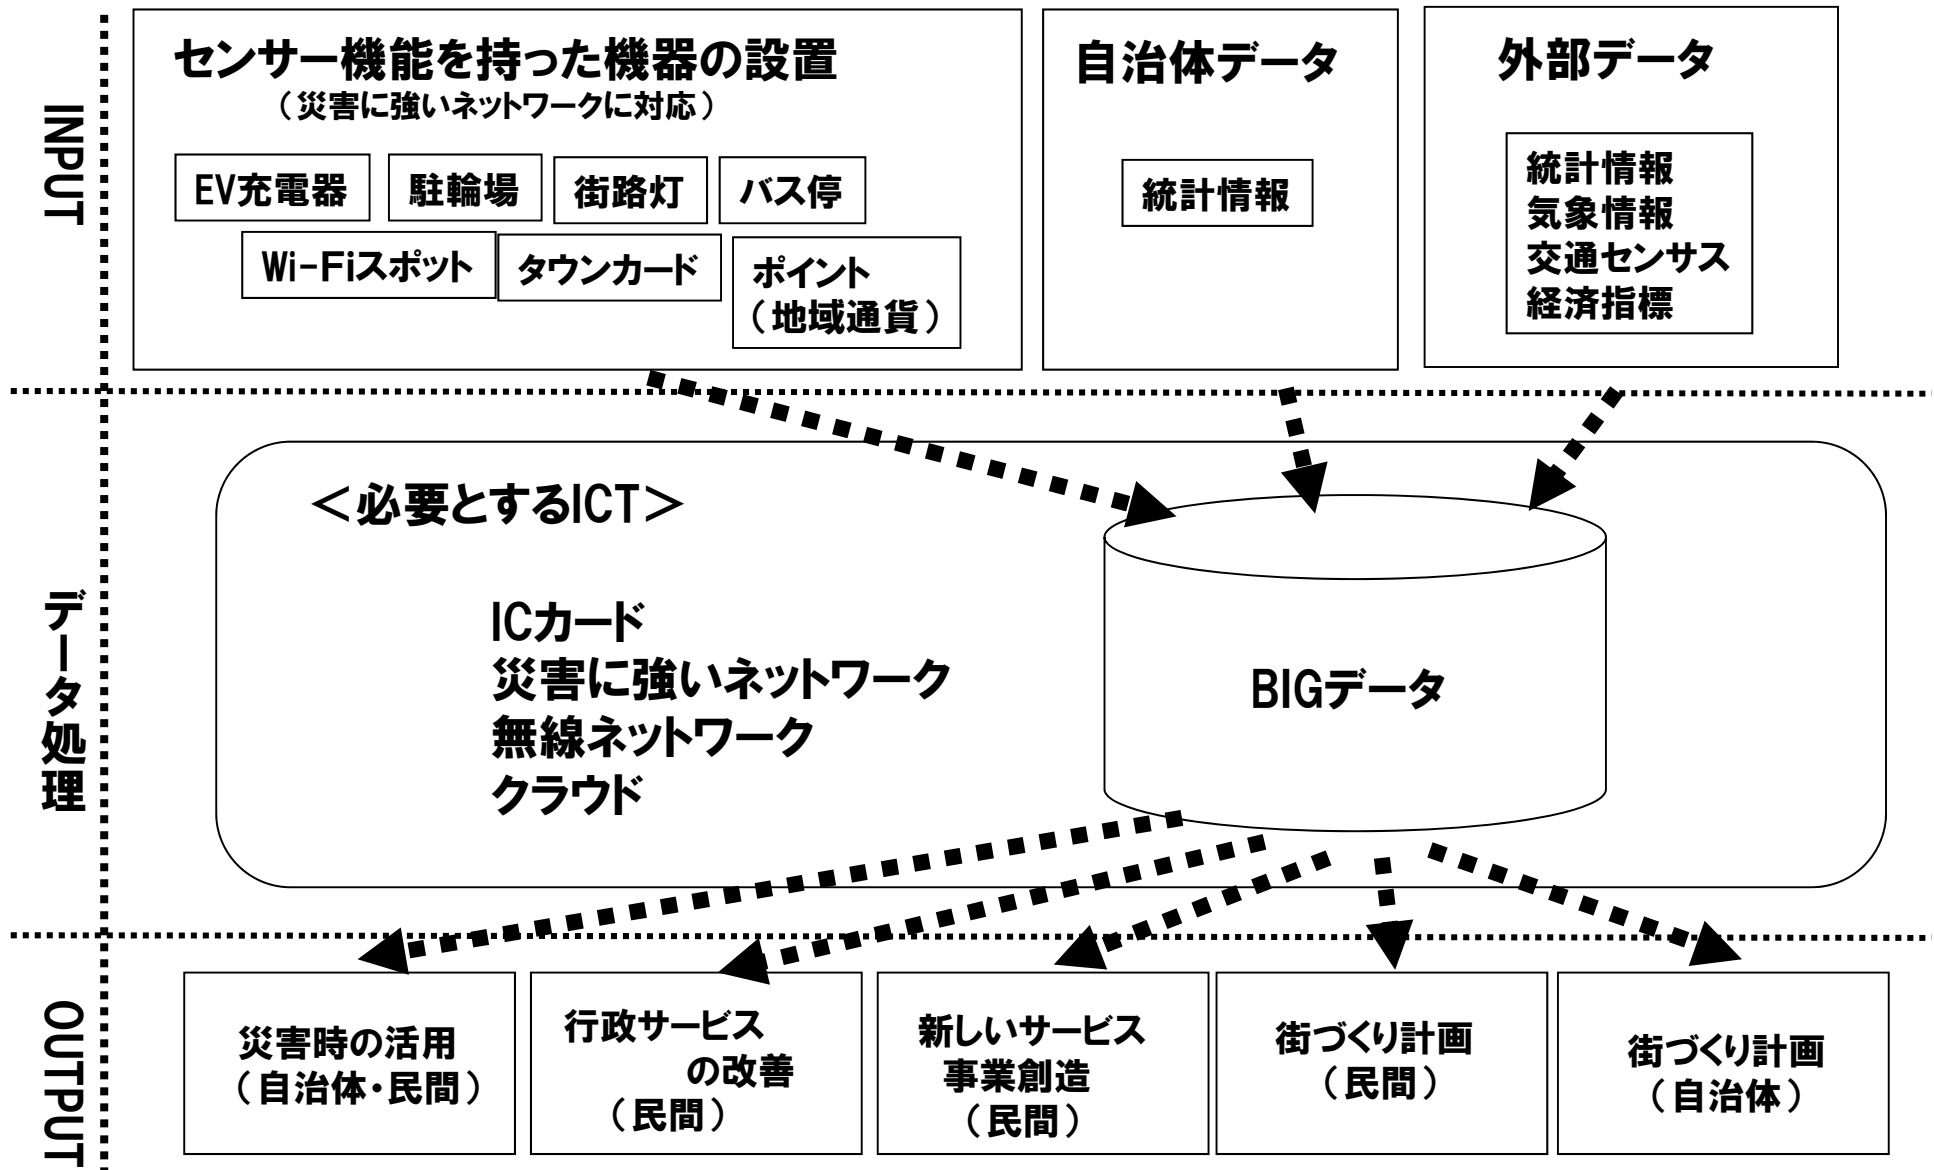 INPUT
センサー機能を持った機器の設置
（災害に強いネットワークに対応）
EV充電器
駐輪場
街路灯
バス停
Wi-Fiスポット
タウンカード
ポイント
（地域通貨）
自治体データ
統計情報
外部データ
統計情報
気象情報
交通センサス
経済指標
データ処理
＜必要とするICT＞
ICカード
災害に強いネットワーク
無線ネットワーク
クラウド
BIGデータ
OUTPUT
災害時の活用
（自治体・民間）
行政サービス
の改善
（民間）
新しいサービス
事業創造
（民間）
街づくり計画
（民間）
街づくり計画
（自治体）